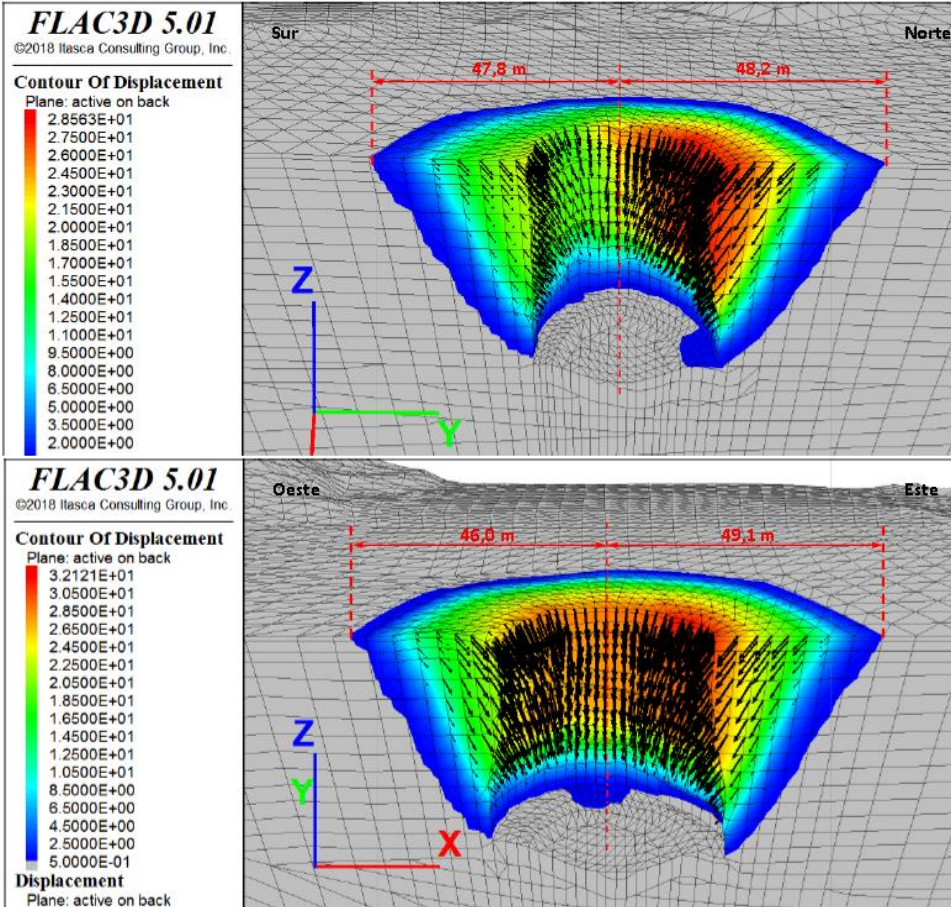 FLAC3D 5.01
©2018 Itasca Consulting Group, Inc.
Contour Of Displacement
Plane: active on back
2.8563E+01
2.7500E+01
2.6000E+01
2.4500E+01
2.3000E+01
2.1500E+01
2.0000E+01
1.8500E+01
1.7000E+01
1.5500E+01
1.4000E+01
1.2500E+01
1.1000E+01
9.5000E+00
8.0000E+00
6.5000E+00
5.0000E+00
3.5000E+00
2.0000E+00
Sur
Norte
47,8 m
48,2 m
Z
Y
FLAC3D 5.01
©2018 Itasca Consulting Group, Inc.
Contour Of Displacement
Plane: active on back
3.2121E+01
3.0500E+01
2.8500E+01
2.6500E+01
2.4500E+01
2.2500E+01
2.0500E+01
1.8500E+01
1.6500E+01
1.4500E+01
1.2500E+01
1.0500E+01
8.5000E+00
6.5000E+00
4.5000E+00
2.5000E+00
5.0000E-01
Displacement
Plane: active on back
Oeste
Este
46,0 m
49,1 m
Z
Y
X